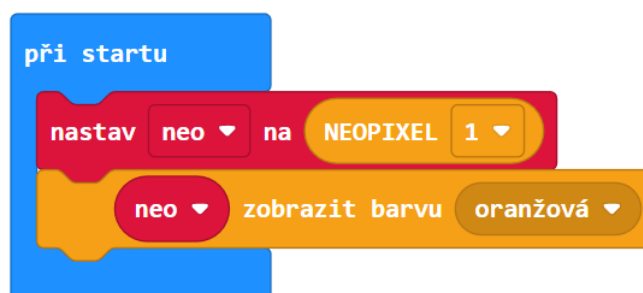 při startu
nastav neo na NEOPIXEL 1
neo zobrazit barvu oranžová